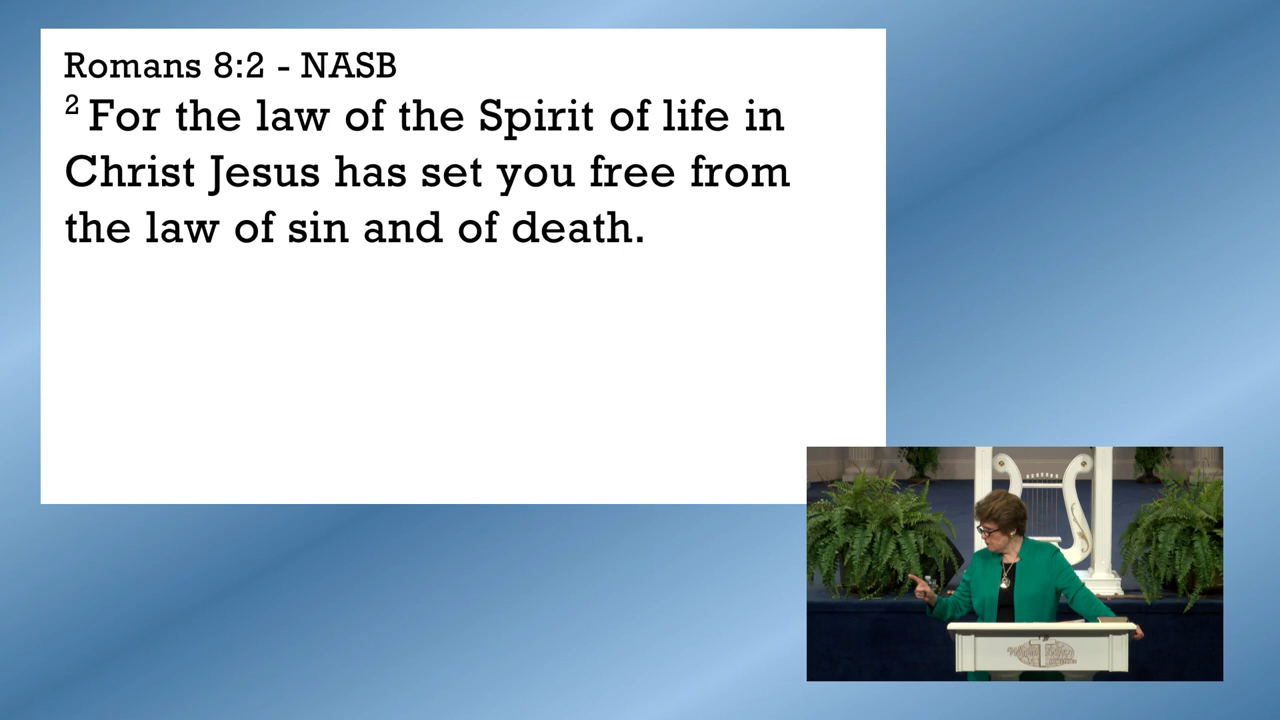 Romans 8:2 - NASB
2 For the law of the Spirit of life in
Christ Jesus has set you free from
the law of sin and of death.